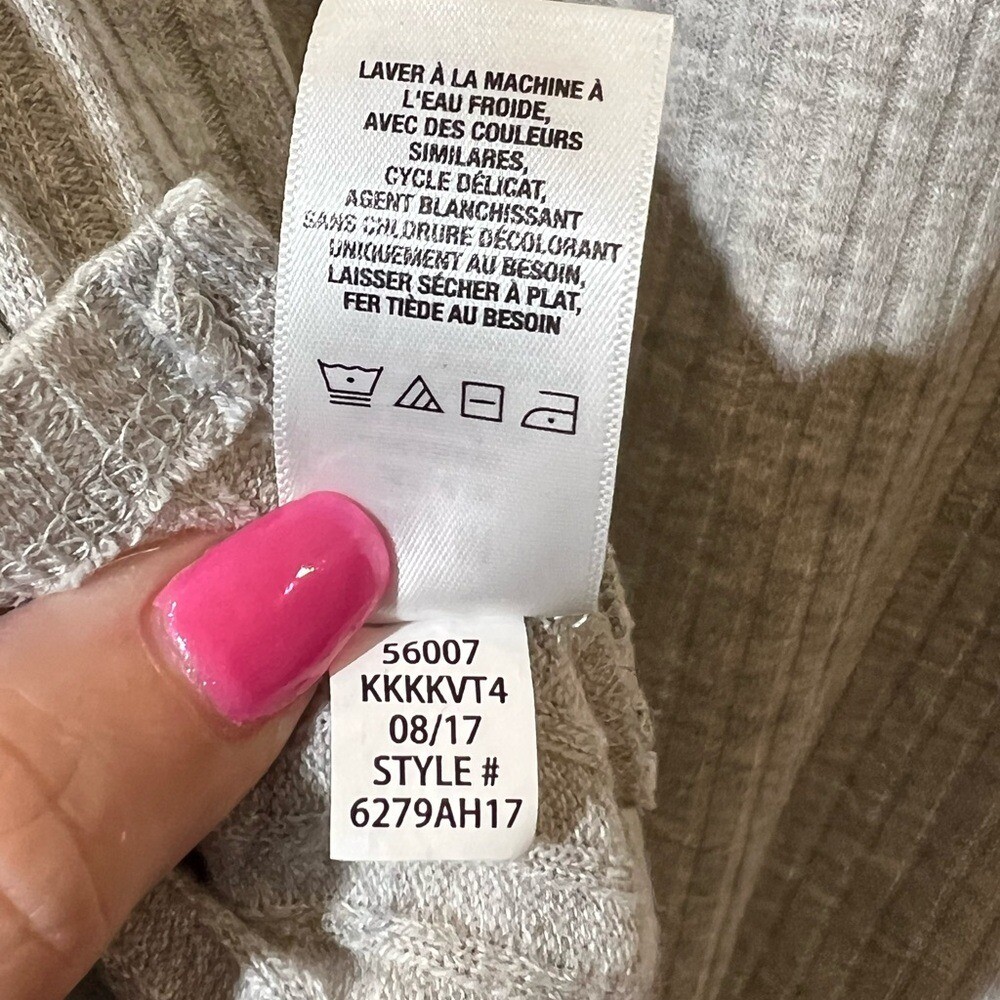 LAVER À LA MACHINE À
L'EAU FROIDE,
AVEC DES COULEURS
SIMILARES,
CYCLE DÉLICAT,
AGENT BLANCHISSANT
SANS CHLORURE DÉCOLORANT
UNIQUEMENT AU BESOIN,
LAISSER SÉCHER À PLAT,
FER TIÈDE AU BESOIN
56007
KKKKVT4
08/17
STYLE #
6279AH17